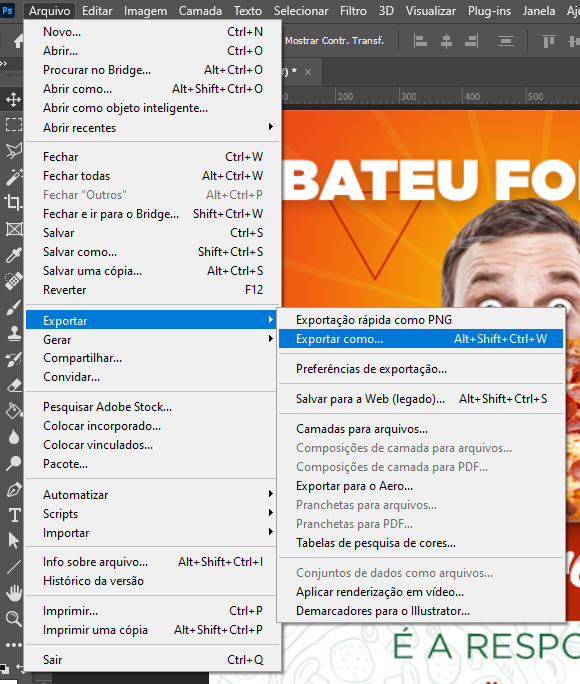 Ps Arquivo Editar Imagem Camada Texto Selecionar Filtro 3D Visualizar Plug-ins Janela
Mostrar Contr. Transf.
#) * ×
200 300 400 500
Novo... Ctrl+N
Abrir... Ctrl+O
Procurar no Bridge... Alt+Ctrl+O
Abrir como... Alt+Shift+Ctrl+O
Abrir como objeto inteligente...
Abrir recentes
Fechar Ctrl+W
Fechar todas Alt+Ctrl+W
Fechar "Outros" Alt+Ctrl+P
Fechar e ir para o Bridge... Shift+Ctrl+W
Salvar Ctrl+S
Salvar como... Shift+Ctrl+S
Salvar uma cópia... Alt+Ctrl+S
Reverter F12
Exportar
Gerar
Compartilhar...
Convidar...
Pesquisar Adobe Stock...
Colocar incorporado...
Colocar vinculados...
Pacote...
Automatizar
Scripts
Importar
Info sobre arquivo... Alt+Shift+Ctrl+I
Histórico da versão
Imprimir... Ctrl+P
Imprimir uma cópia Alt+Shift+Ctrl+P
Sair Ctrl+Q
Exportação rápida como PNG
Exportar como... Alt+Shift+Ctrl+W
Preferências de exportação...
Salvar para a Web (legado)... Alt+Shift+Ctrl+S
Camadas para arquivos...
Composições de camada para arquivos...
Composições de camada para PDF...
Exportar para o Aero...
Pranchetas para arquivos...
Pranchetas para PDF...
Tabelas de pesquisa de cores...
Conjuntos de dados como arquivos...
Aplicar renderização em vídeo...
Demarcadores para o Illustrator...
BATEU
É A